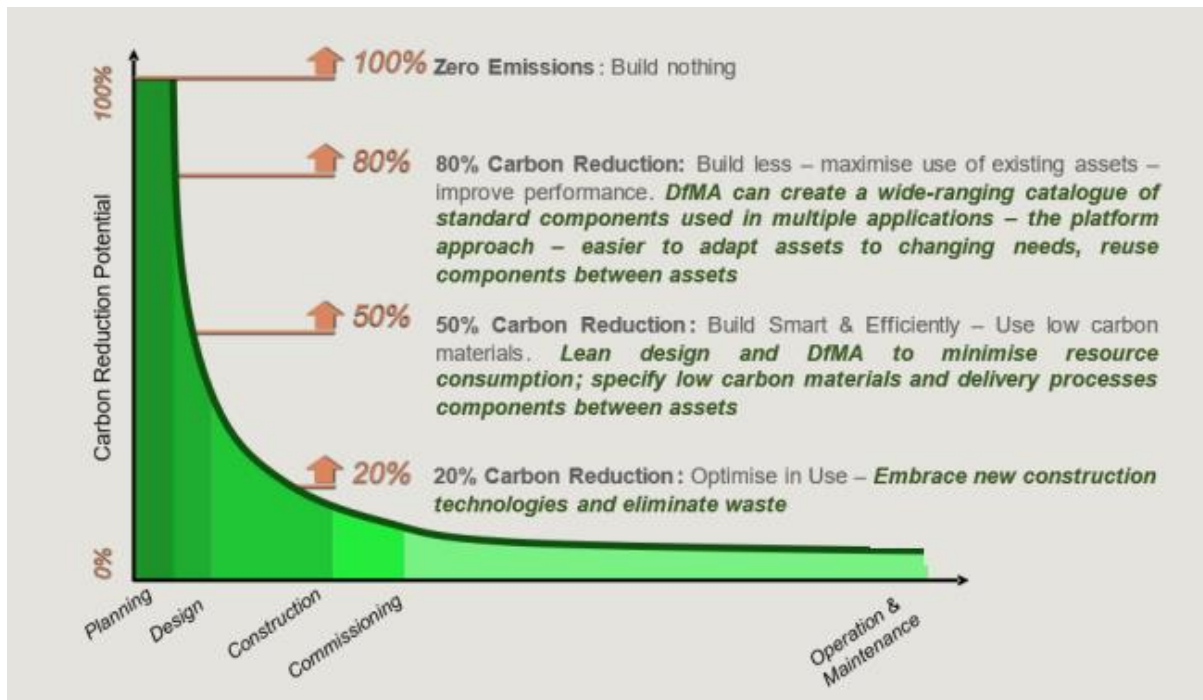 100% Zero Emissions : Build nothing
100%
80% 80% Carbon Reduction: Build less – maximise use of existing assets –
improve performance. DfMA can create a wide-ranging catalogue of
standard components used in multiple applications – the platform
approach – easier to adapt assets to changing needs, reuse
components between assets
Carbon Reduction Potential
50% 50% Carbon Reduction: Build Smart & Efficiently – Use low carbon
materials. Lean design and DfMA to minimise resource
consumption; specify low carbon materials and delivery processes
components between assets
20% 20% Carbon Reduction: Optimise in Use – Embrace new construction
technologies and eliminate waste
0%
Planning
Design
Construction
Commissioning
Operation &
Maintenance